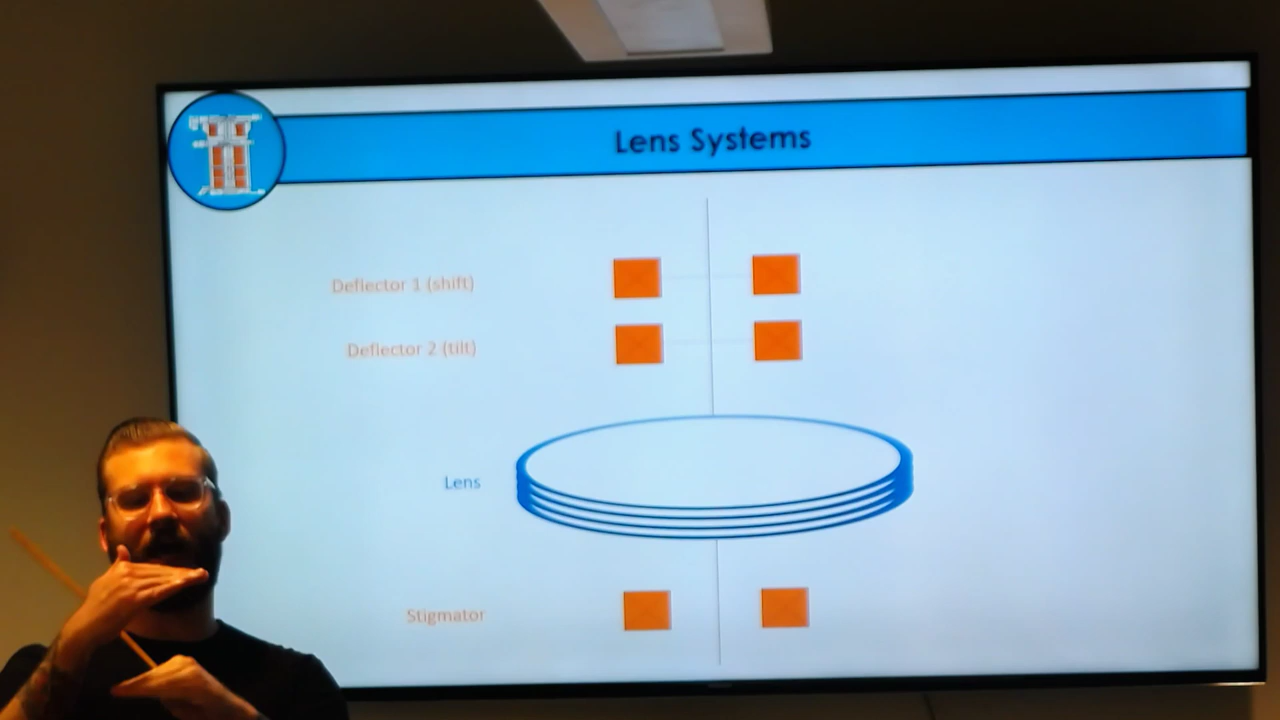 Lens Systems
Deflector 1 (shift)
Deflector 2 (tilt)
Lens
Stigmator